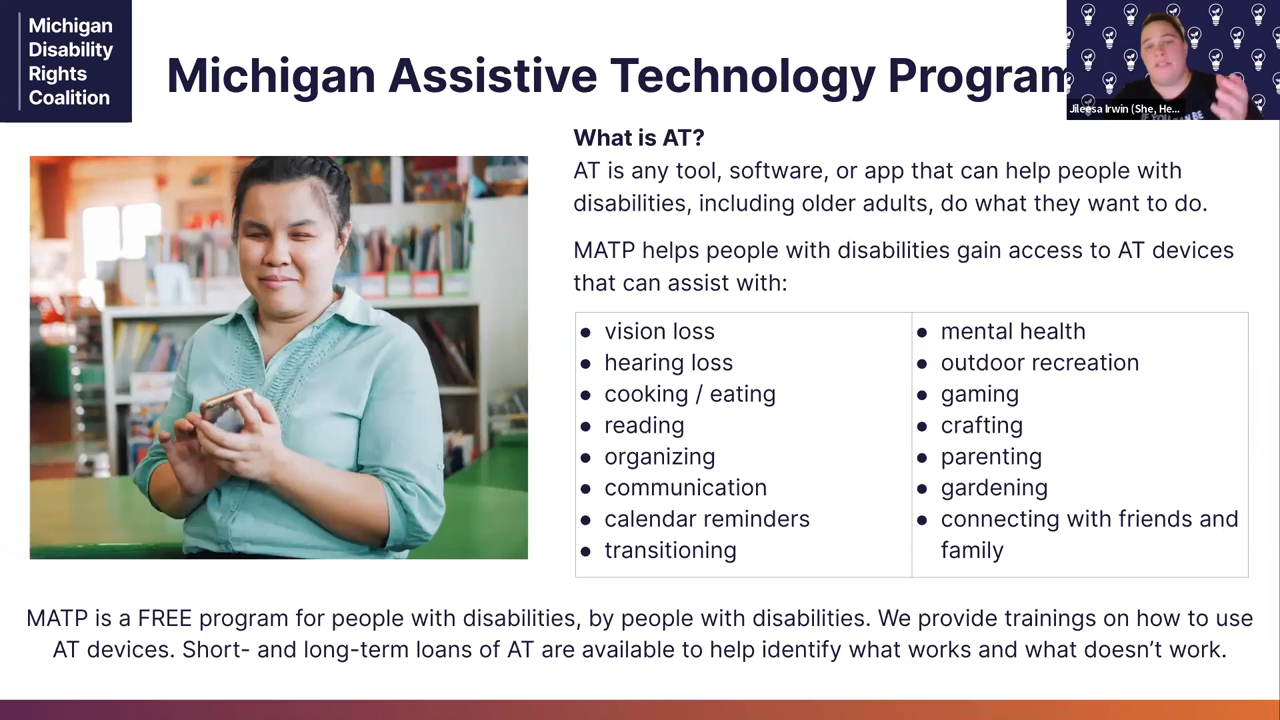 Michigan
Disability
Rights
Coalition
Michigan Assistive Technology Program
Jileesa Irwin (She, He...
IF YOU CAN BE
What is AT?
AT is any tool, software, or app that can help people with
disabilities, including older adults, do what they want to do.
MATP helps people with disabilities gain access to AT devices
that can assist with:
● vision loss
● hearing loss
● cooking / eating
● reading
● organizing
● communication
● calendar reminders
● transitioning
● mental health
● outdoor recreation
● gaming
● crafting
● parenting
● gardening
● connecting with friends and
family
MATP is a FREE program for people with disabilities, by people with disabilities. We provide trainings on how to use
AT devices. Short- and long-term loans of AT are available to help identify what works and what doesn’t work.